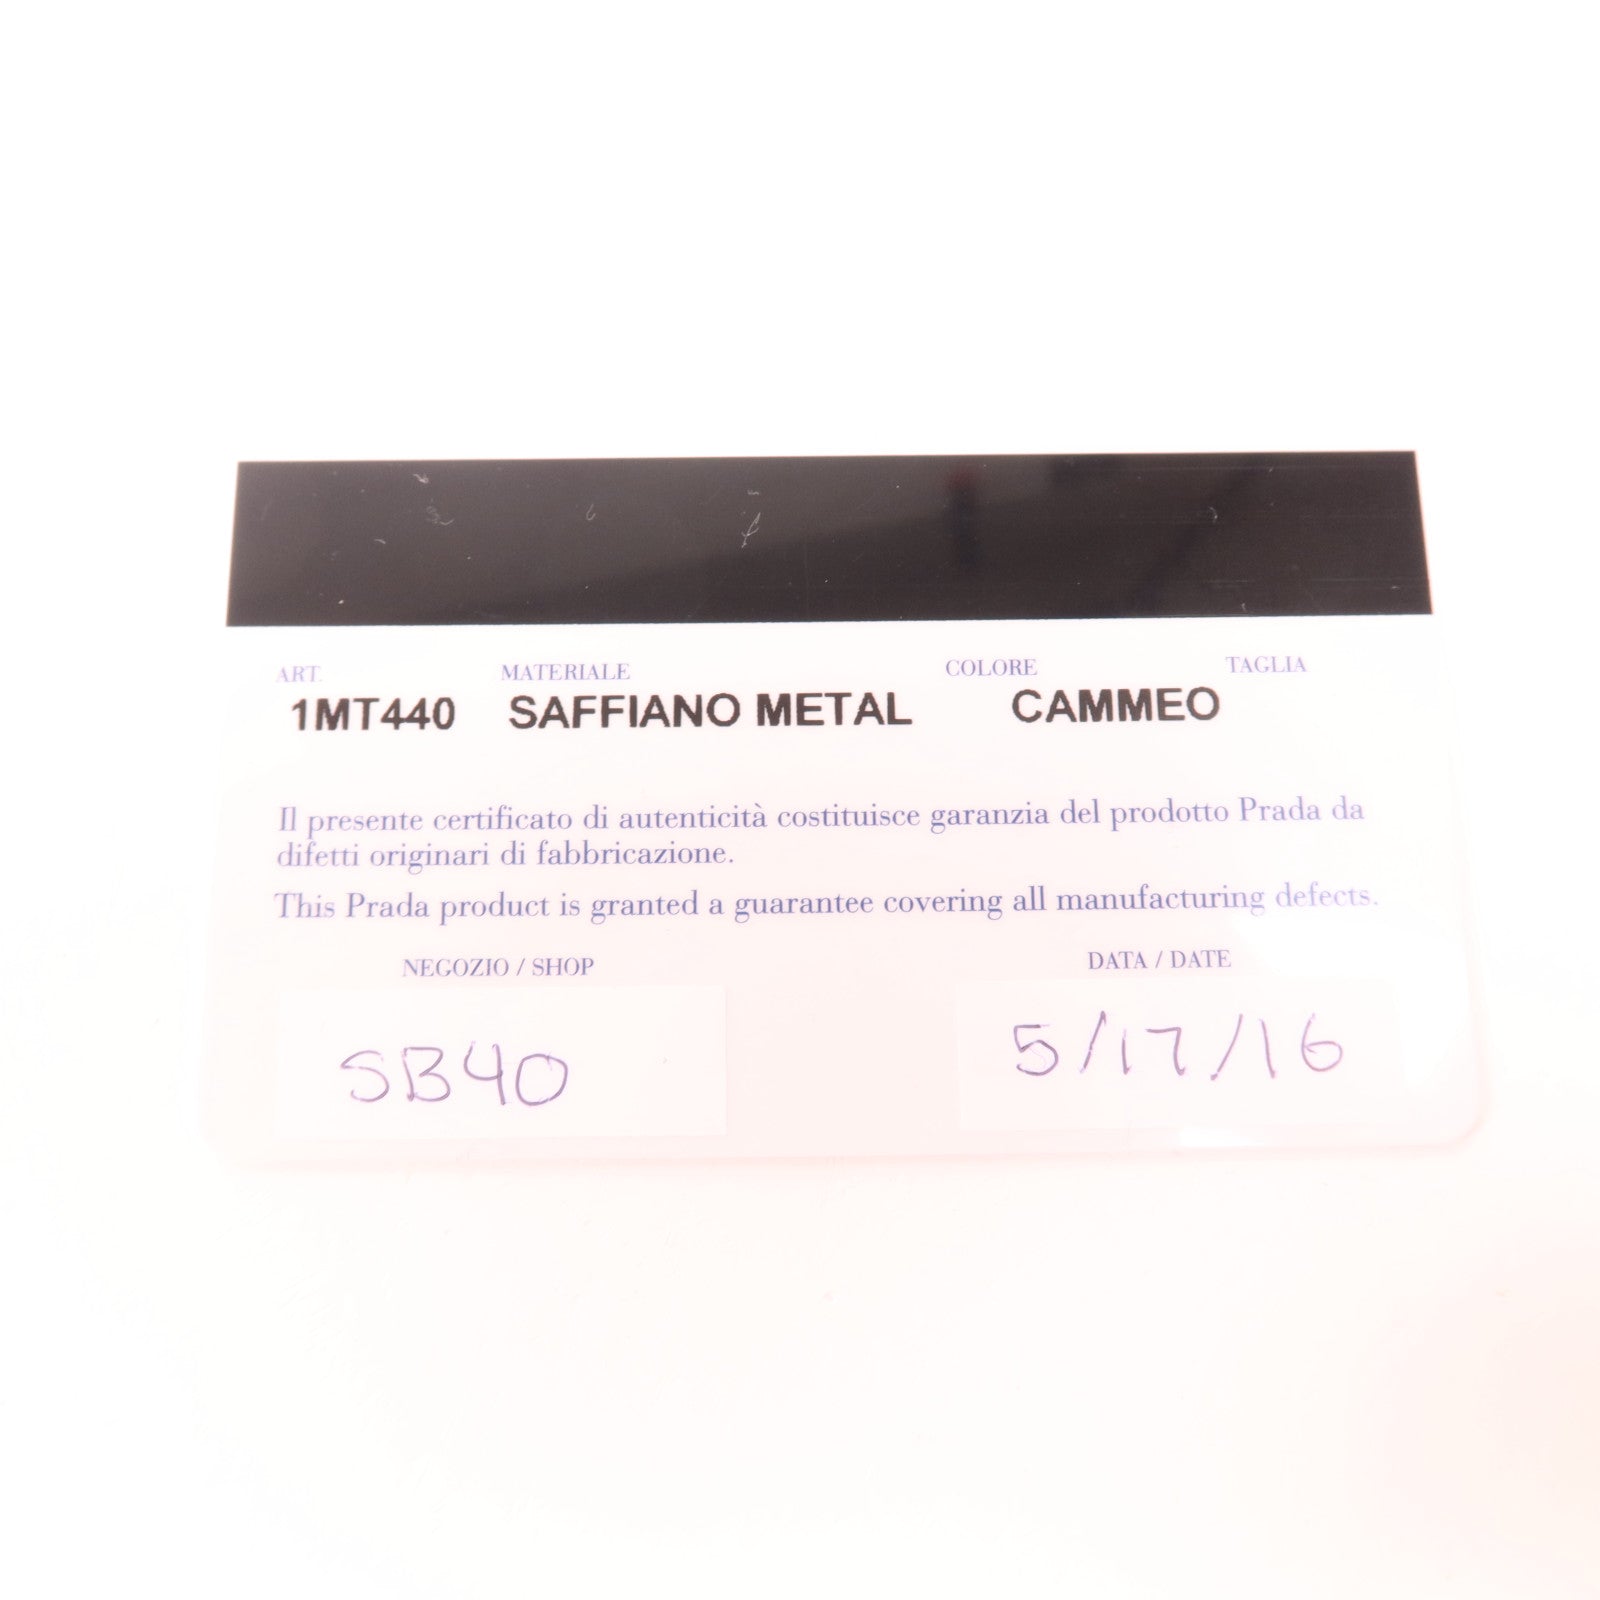 ART. MATERIALE COLORE TAGLIA
1MT440 SAFFIANO METAL CAMMEO
Il presente certificato di autenticità costituisce garanzia del prodotto Prada da
difetti originari di fabbricazione.
This Prada product is granted a guarantee covering all manufacturing defects.
NEGOZIO / SHOP DATA / DATE
SB40 5/17/16